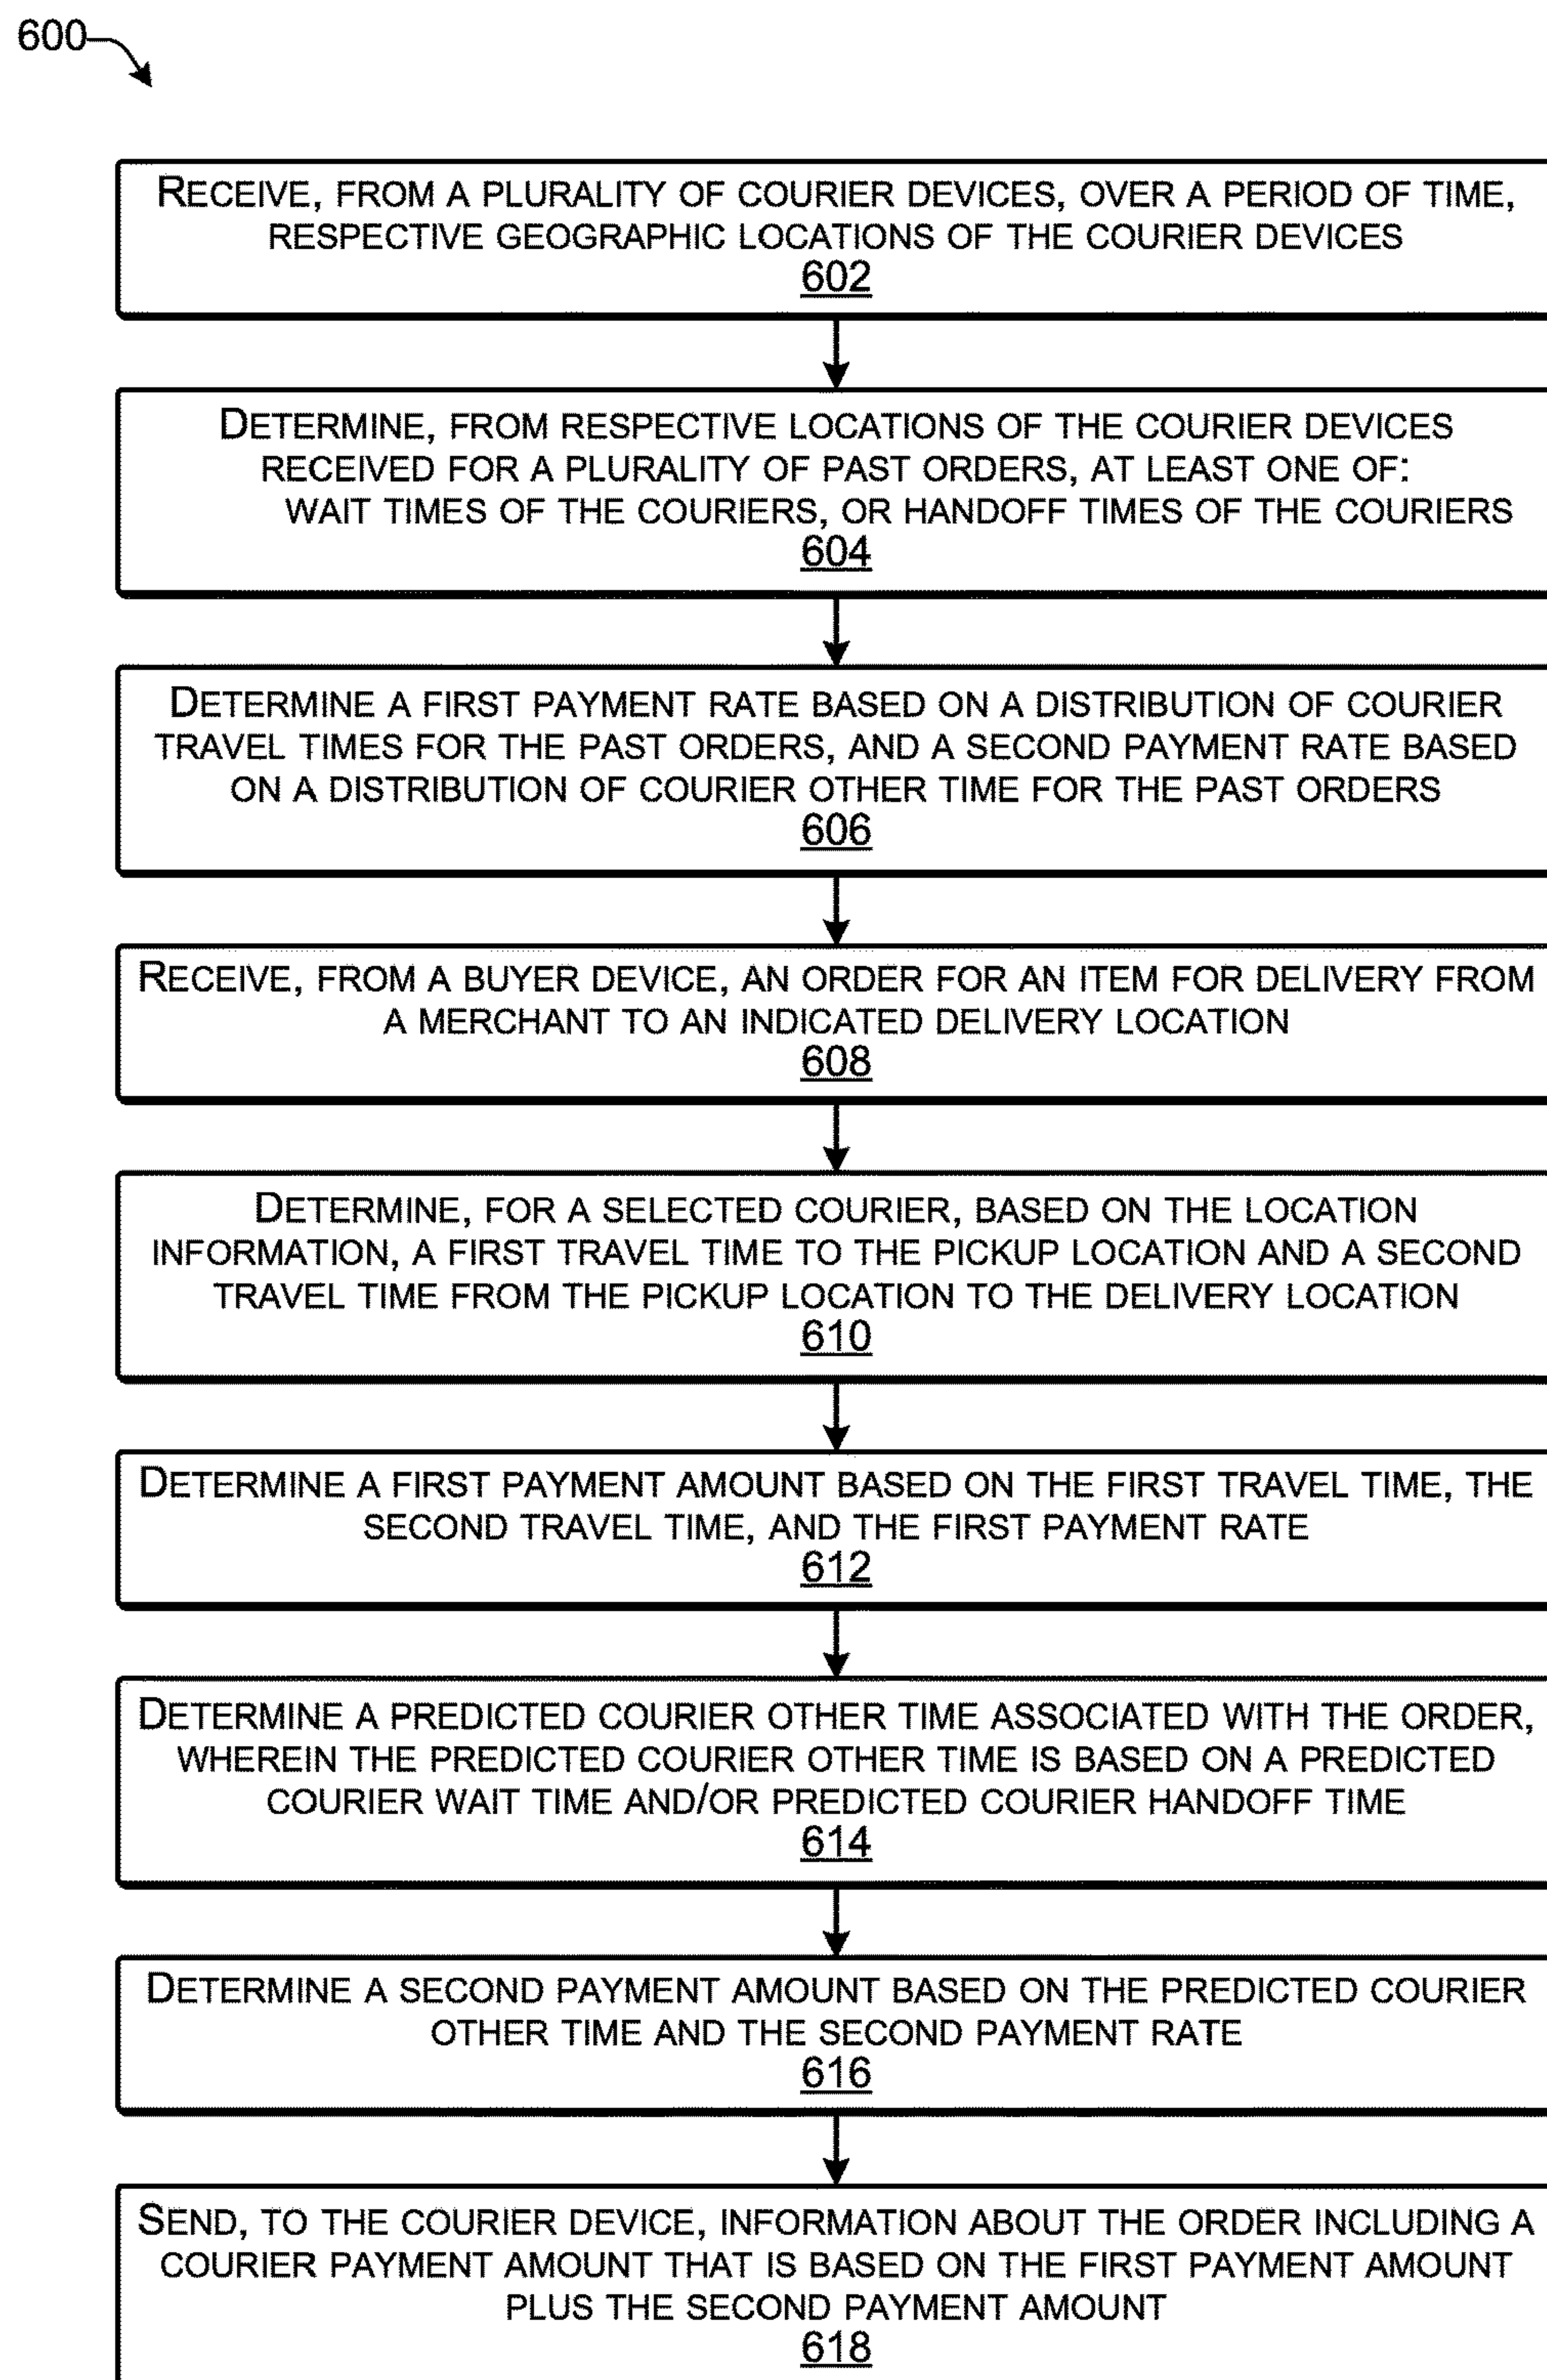 600
RECEIVE, FROM A PLURALITY OF COURIER DEVICES, OVER A PERIOD OF TIME,
RESPECTIVE GEOGRAPHIC LOCATIONS OF THE COURIER DEVICES
602
DETERMINE, FROM RESPECTIVE LOCATIONS OF THE COURIER DEVICES
RECEIVED FOR A PLURALITY OF PAST ORDERS, AT LEAST ONE OF:
WAIT TIMES OF THE COURIERS, OR HANDOFF TIMES OF THE COURIERS
604
DETERMINE A FIRST PAYMENT RATE BASED ON A DISTRIBUTION OF COURIER
TRAVEL TIMES FOR THE PAST ORDERS, AND A SECOND PAYMENT RATE BASED
ON A DISTRIBUTION OF COURIER OTHER TIME FOR THE PAST ORDERS
606
RECEIVE, FROM A BUYER DEVICE, AN ORDER FOR AN ITEM FOR DELIVERY FROM
A MERCHANT TO AN INDICATED DELIVERY LOCATION
608
DETERMINE, FOR A SELECTED COURIER, BASED ON THE LOCATION
INFORMATION, A FIRST TRAVEL TIME TO THE PICKUP LOCATION AND A SECOND
TRAVEL TIME FROM THE PICKUP LOCATION TO THE DELIVERY LOCATION
610
DETERMINE A FIRST PAYMENT AMOUNT BASED ON THE FIRST TRAVEL TIME, THE
SECOND TRAVEL TIME, AND THE FIRST PAYMENT RATE
612
DETERMINE A PREDICTED COURIER OTHER TIME ASSOCIATED WITH THE ORDER,
WHEREIN THE PREDICTED COURIER OTHER TIME IS BASED ON A PREDICTED
COURIER WAIT TIME AND/OR PREDICTED COURIER HANDOFF TIME
614
DETERMINE A SECOND PAYMENT AMOUNT BASED ON THE PREDICTED COURIER
OTHER TIME AND THE SECOND PAYMENT RATE
616
SEND, TO THE COURIER DEVICE, INFORMATION ABOUT THE ORDER INCLUDING A
COURIER PAYMENT AMOUNT THAT IS BASED ON THE FIRST PAYMENT AMOUNT
PLUS THE SECOND PAYMENT AMOUNT
618